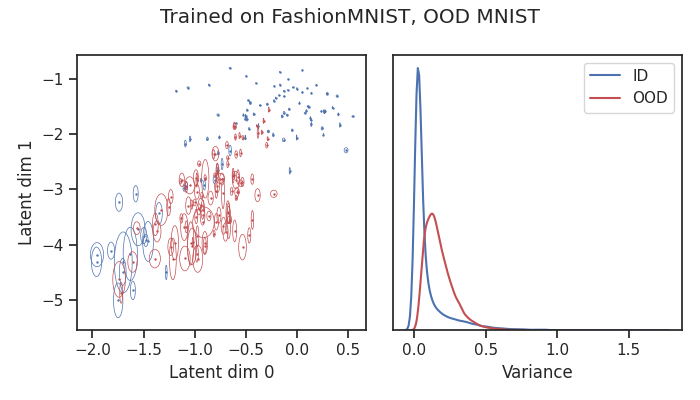 Trained on FashionMNIST, OOD MNIST
−1
−2
−3
−4
−5
Latent dim 1
−2.0 −1.5 −1.0 −0.5 0.0 0.5
Latent dim 0
ID
OOD
0.0 0.5 1.0 1.5
Variance